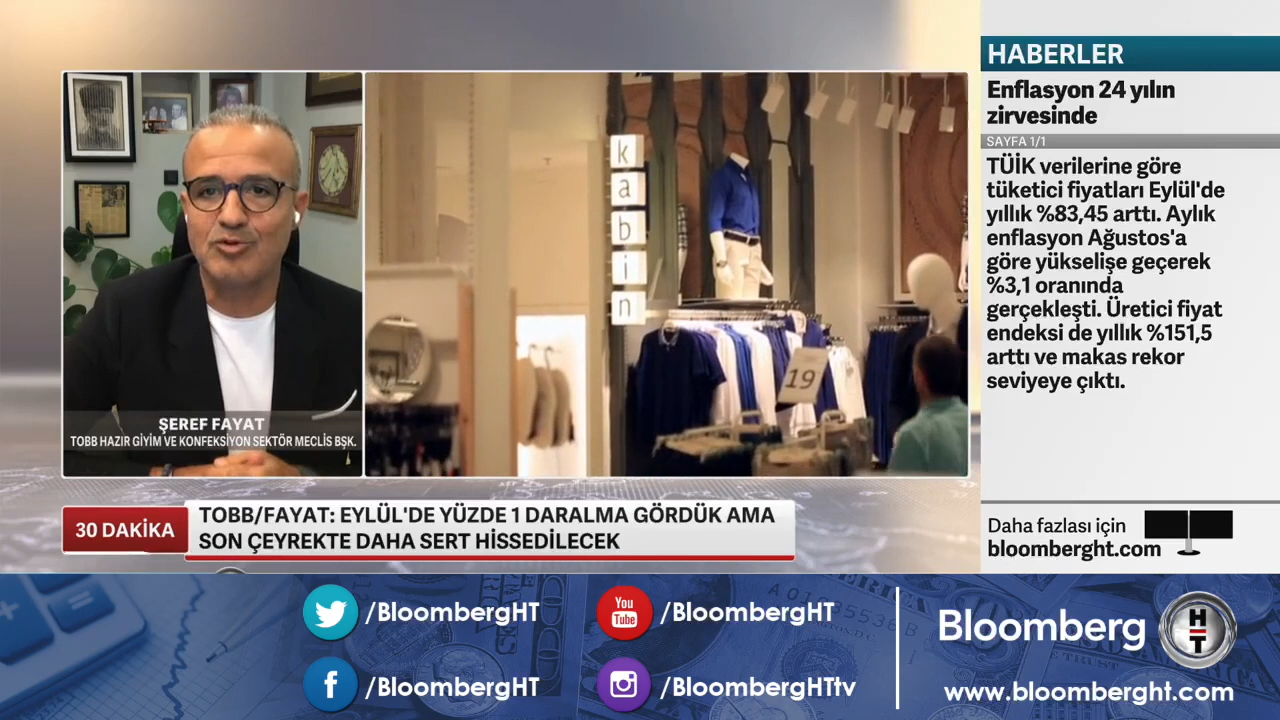 kabin
19
ŞEREF FAYAT
TOBB HAZIR GİYİM VE KONFEKSİYON SEKTÖR MECLİS BŞK.
30 DAKİKA
TOBB/FAYAT: EYLÜL'DE YÜZDE 1 DARALMA GÖRDÜK AMA
SON ÇEYREKTE DAHA SERT HİSSEDİLECEK
HABERLER
Enflasyon 24 yılın
zirvesinde
SAYFA 1/1
TÜİK verilerine göre
tüketici fiyatları Eylül'de
yıllık %83,45 arttı. Aylık
enflasyon Ağustos'a
göre yükselişe geçerek
%3,1 oranında
gerçekleşti. Üretici fiyat
endeksi de yıllık %151,5
arttı ve makas rekor
seviyeye çıktı.
Daha fazlası için
bloomberght.com
/BloombergHT
You Tube /BloombergHT
f /BloombergHT
/BloombergHTtv
Bloomberg HT
www.bloomberght.com